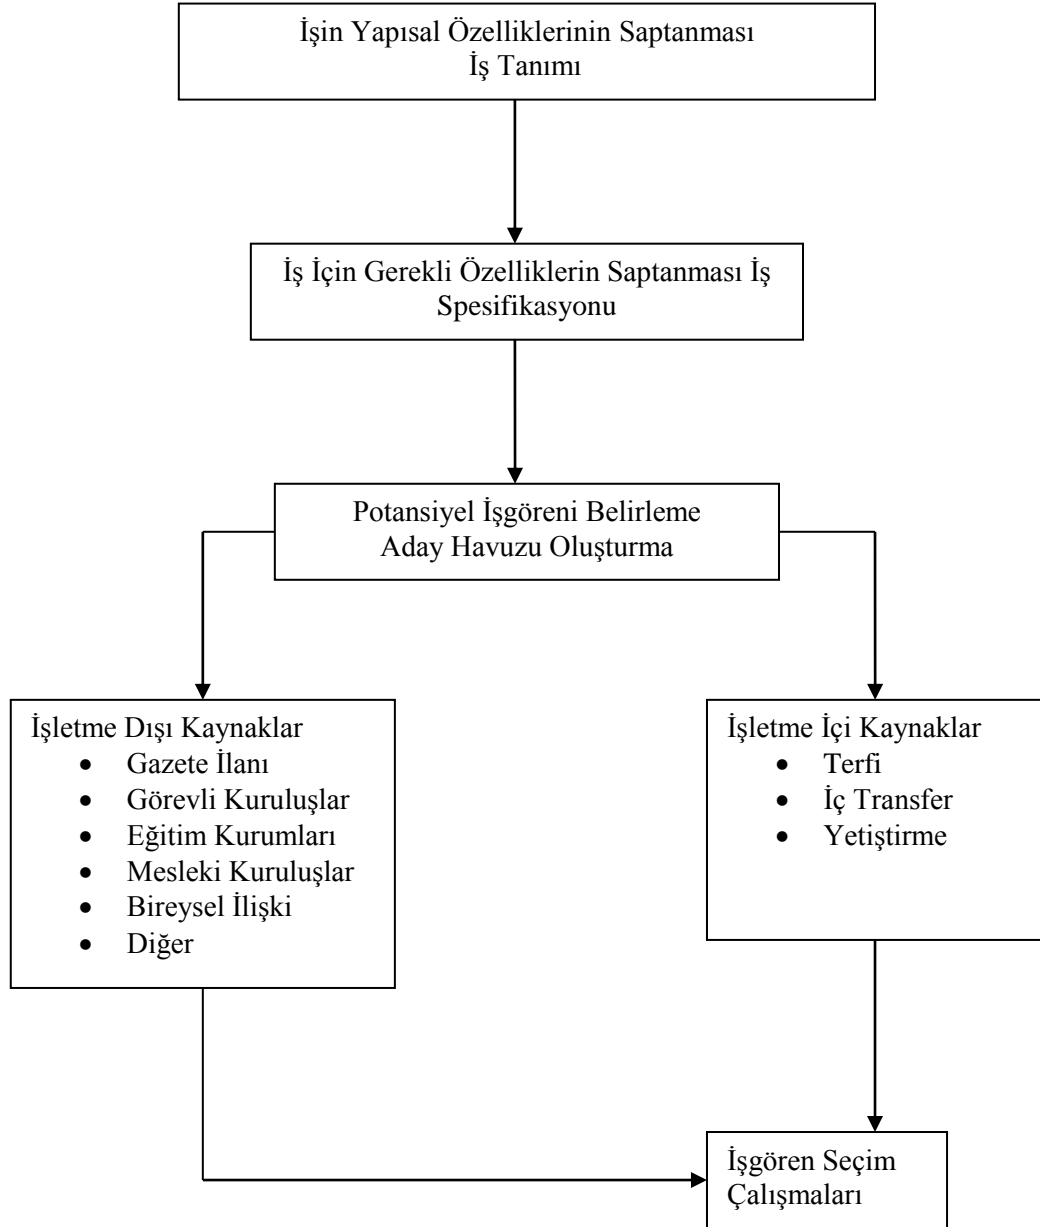 İşin Yapısal Özelliklerinin Saptanması
İş Tanımı
İş İçin Gerekli Özelliklerin Saptanması İş
Spesifikasyonu
Potansiyel İşgöreni Belirleme
Aday Havuzu Oluşturma
İşletme Dışı Kaynaklar
• Gazete İlanı
• Görevli Kuruluşlar
• Eğitim Kurumları
• Mesleki Kuruluşlar
• Bireysel İlişki
• Diğer
İşletme İçi Kaynaklar
• Terfi
• İç Transfer
• Yetiştirme
İşgören Seçim
Çalışmaları